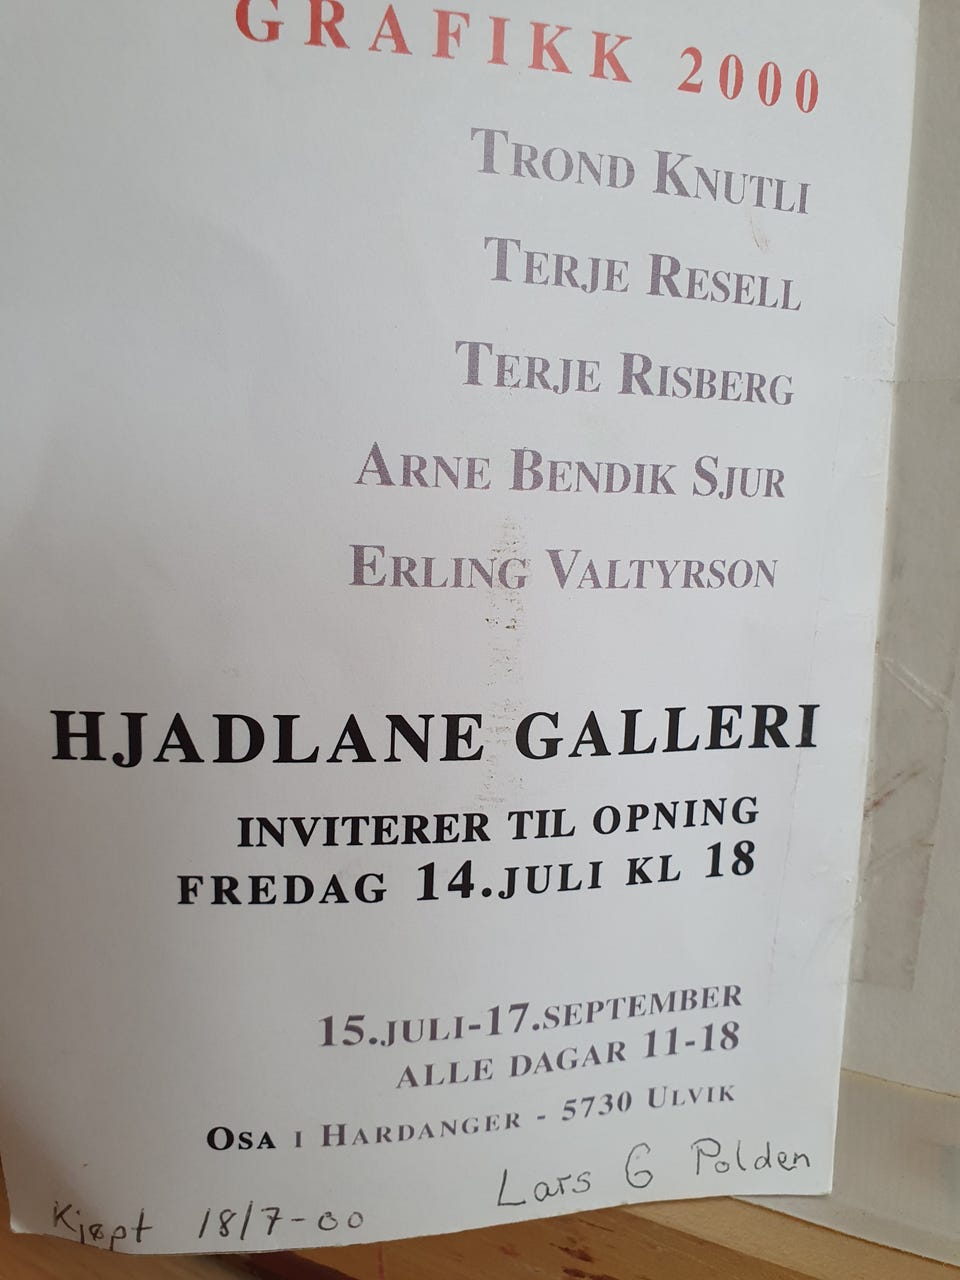 GRAFIKK 2000
TROND KNUTLI
TERJE RESELL
TERJE RISBERG
ARNE BENDIK SJUR
ERLING VALTYRSON
HJADLANE GALLERI
INVITERER TIL OPNING
FREDAG 14.JULI KL 18
15.JULI-17.SEPTEMBER
ALLE DAGAR 11-18
OSA I HARDANGER - 5730 ULVIK
Lars G Polden
Kjøpt 18/7-00